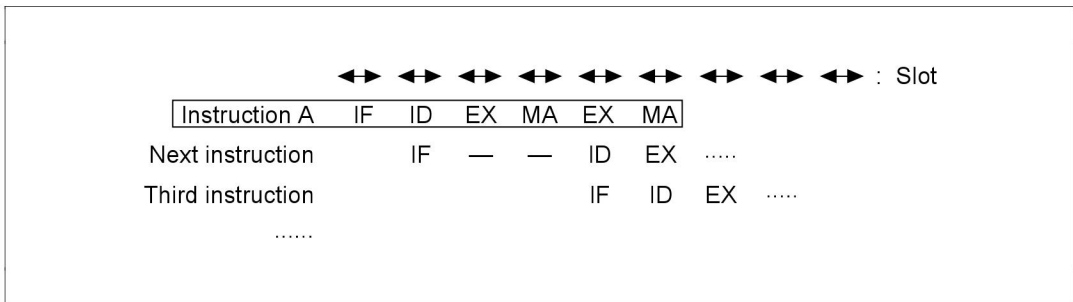 : Slot
Instruction A IF ID EX MA EX MA
Next instruction IF — — ID EX .....
Third instruction IF ID EX .....
......